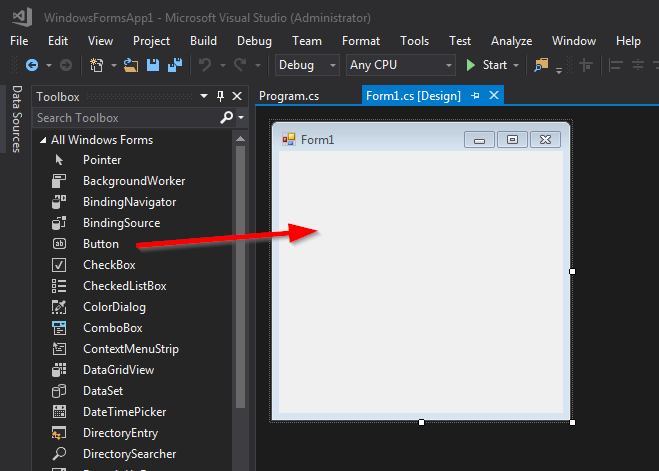 WindowsFormsApp1 - Microsoft Visual Studio (Administrator)
File Edit View Project Build Debug Team Format Tools Test Analyze Window Help
Debug Any CPU Start
Data Sources
Toolbox
Program.cs Form1.cs [Design]
Search Toolbox
All Windows Forms
Form1
Pointer
BackgroundWorker
BindingNavigator
BindingSource
ab Button
CheckBox
CheckedListBox
ColorDialog
ComboBox
ContextMenuStrip
DataGridView
DataSet
DateTimePicker
DirectoryEntry
DirectorySearcher